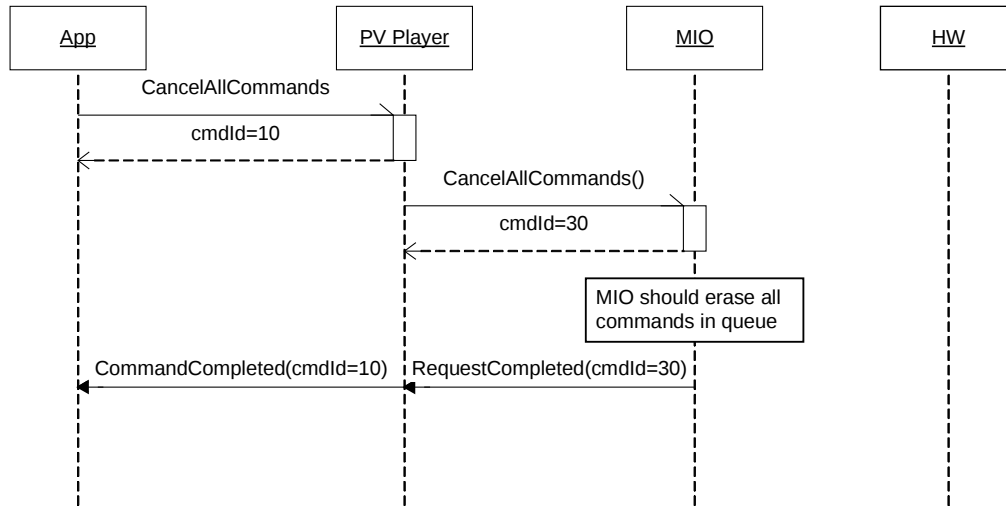 App
PV Player
MIO
HW
CancelAllCommands
cmdId=10
CancelAllCommands()
cmdId=30
MIO should erase all
commands in queue
CommandCompleted(cmdId=10)
RequestCompleted(cmdId=30)